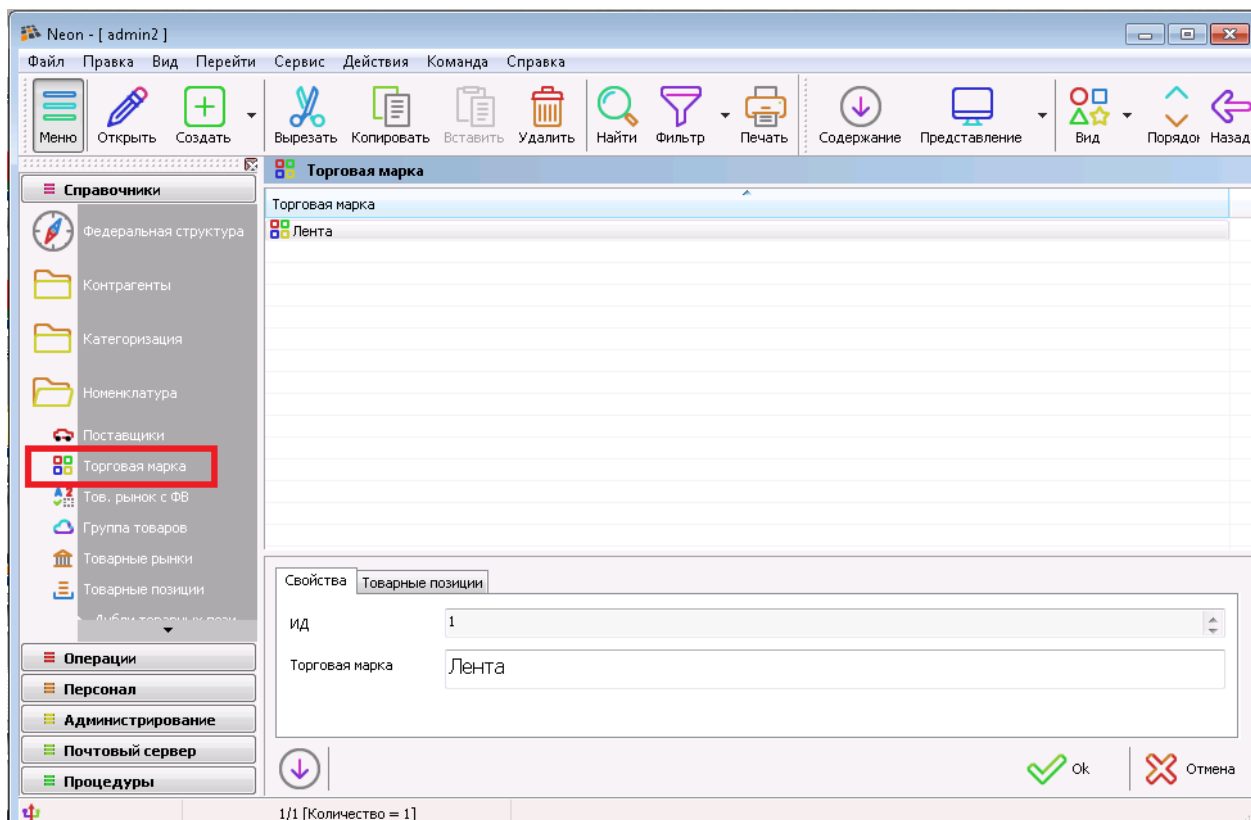 Neon - [ admin2 ]
Файл Правка Вид Перейти Сервис Действия Команда Справка
Меню Открыть Создать Вырезать Копировать Вставить Удалить Найти Фильтр Печать Содержание Представление Вид Порядок Назад
Торговая марка
Справочники
Федеральная структура
Контрагенты
Категоризация
Номенклатура
Поставщики
Торговая марка
Тов. рынок с ФВ
Группа товаров
Товарные рынки
Товарные позиции
Операции
Персонал
Администрирование
Почтовый сервер
Процедуры
Торговая марка
Лента
Свойства Товарные позиции
ИД 1
Торговая марка Лента
Ok Отмена
1/1 [Количество = 1]